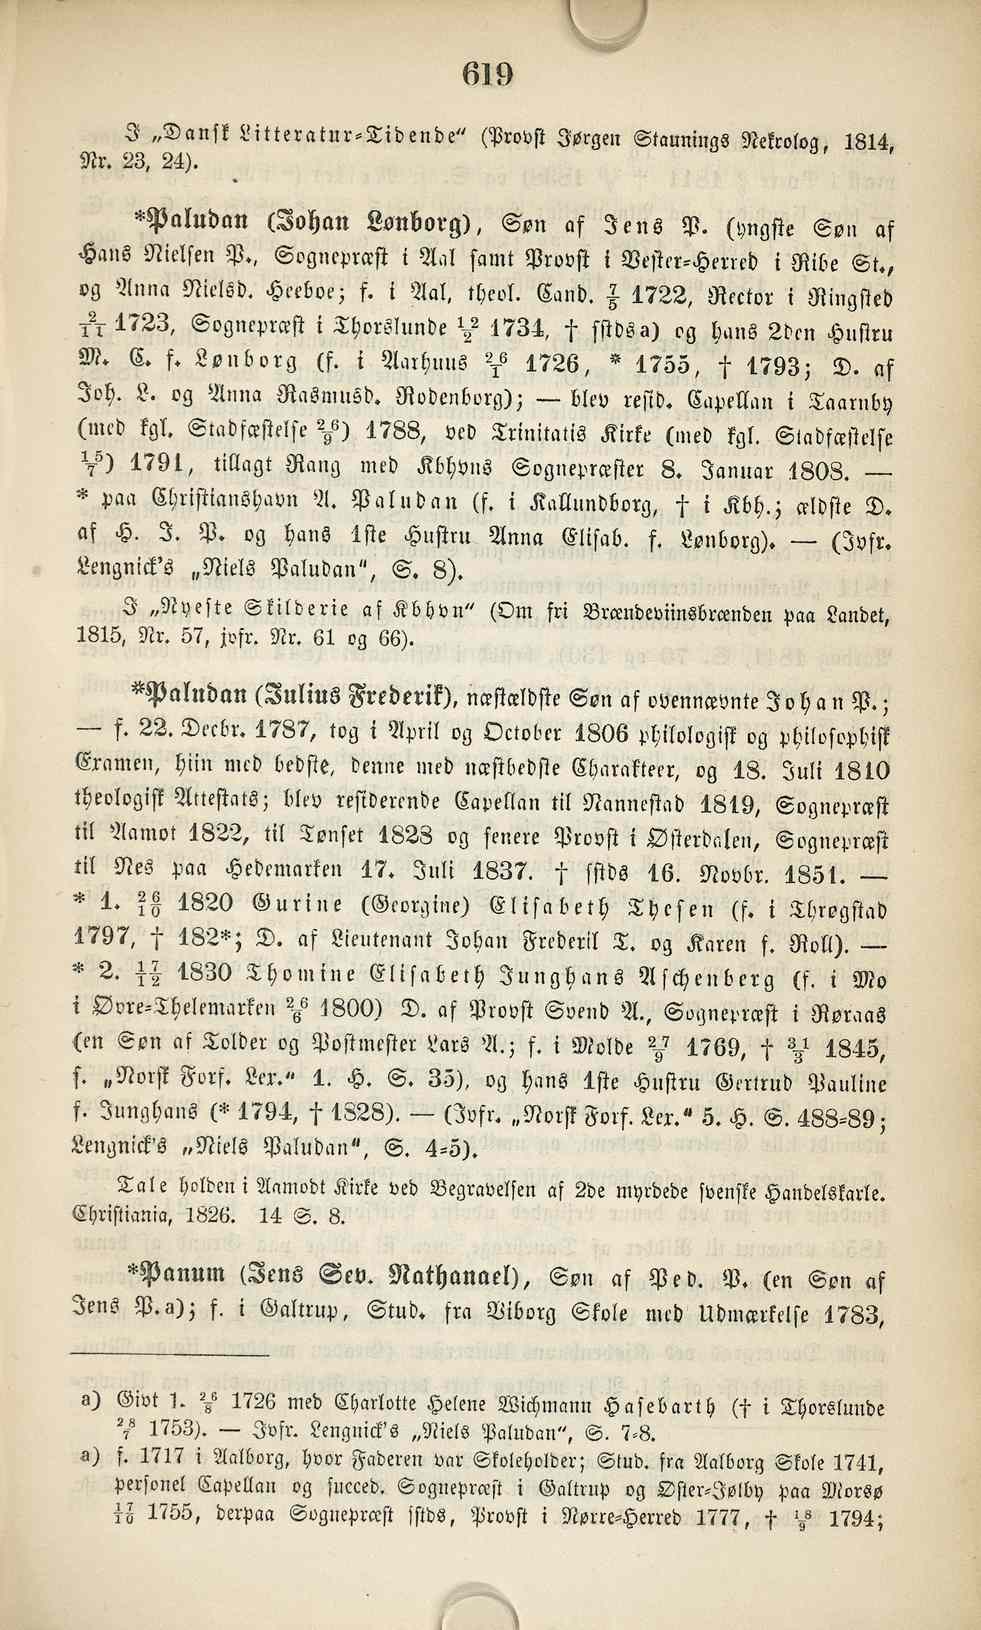 619
I „Dansk Litteratur-Tidende“ (Provst Jørgen Staunings Nekrolog, 1814,
Nr. 23, 24).
*Paludan (Johan Lønborg), Søn af Jens P. (yngste Søn af
Hans Nielsen P., Sognepræst i Aal samt Provst i Vester-Herred i Ribe St.,
og Anna Nielsd. Heeboe; f. i Aal, theol. Cand. 7/5 1722, Rector i Ringsted
2/11 1723, Sognepræst i Thorslunde 12/2 1734, † sstdsa) og hans 2den Hustru
M. C. f. Lønborg (f. i Aarhuus 26/1 1726, * 1755, † 1793; D. af
Joh. L. og Anna Rasmusd. Rodenborg); — blev resid. Capellan i Taarnby
(med kgl. Stadfæstelse 26/9) 1788, ved Trinitatis Kirke (med kgl. Stadfæstelse
15/7) 1791, tillagt Rang med Kbhvns Sognepræster 8. Januar 1808. —
* paa Christianshavn A. Paludan (f. i Kallundborg, † i Kbh.; ældste D.
af H. J. P. og hans 1ste Hustru Anna Elisab. f. Lønborg). — (Jvfr.
Lengnick's „Niels Paludan“, S. 8).
I „Nyeste Skilderie af Kbhvn“ (Om fri Brændeviinsbrænden paa Landet,
1815, Nr. 57, jvfr. Nr. 61 og 66).
*Paludan (Julius Frederik), næstældste Søn af ovennævnte Johan P.;
— f. 22. Decbr. 1787, tog i April og October 1806 philologisk og philosophisk
Examen, hiin med bedste, denne med næstbedste Charakteer, og 18. Juli 1810
theologisk Attestats; blev residerende Capellan til Nannestad 1819, Sognepræst
til Aamot 1822, til Tønset 1828 og senere Provst i Østerdalen, Sognepræst
til Nes paa Hedemarken 17. Juli 1837. † sstds 16. Novbr. 1851. —
* 1. 26/10 1820 Gurine (Georgine) Elisabeth Thesen (f. i Thrøgstad
1797, † 182*; D. af Lieutenant Johan Frederil T. og Karen f. Roll). —
* 2. 17/12 1830 Thomine Elisabeth Junghans Aschenberg (f. i Mo
i Øvre-Thelemarken 26/6 1800) D. af Provst Svend A., Sognepræst i Røraas
(en Søn af Tolder og Postmester Lars A.; f. i Molde 27/9 1769, † 31/3 1845,
s. „Norsk Forf. Lex.“ 1. H. S. 35), og hans 1ste Hustru Gertrud Pauline
f. Junghans (* 1794, † 1828). — (Jvfr. „Norsk Forf. Lex.“ 5. H. S. 488-89;
Lengnick's „Niels Paludan“, S. 4-5).
Tale holden i Aamodt Kirke ved Begravelsen af 2de myrdede svenske Handelskarle.
Christiania, 1826. 14 S. 8.
*Panum (Jens Sev. Nathanael), Søn af Ped. P. (en Søn af
Jens P.a); f. i Galtrup, Stud. fra Viborg Skole med Udmærkelse 1783,
a) Givt 1. 26/8 1726 med Charlotte Helene Wichmann Hasebarth († i Thorslunde
28/7 1753). — Jvfr. Lengnick's „Niels Paludan“, S. 7-8.
a) f. 1717 i Aalborg, hvor Faderen var Skoleholder; Stud. fra Aalborg Skole 1741,
personel Capellan og succed. Sognepræst i Galtrup og Øster-Jølby paa Morsø
17/10 1755, derpaa Sognepræst sstds, Provst i Nørre-Herred 1777, † 18/9 1794;